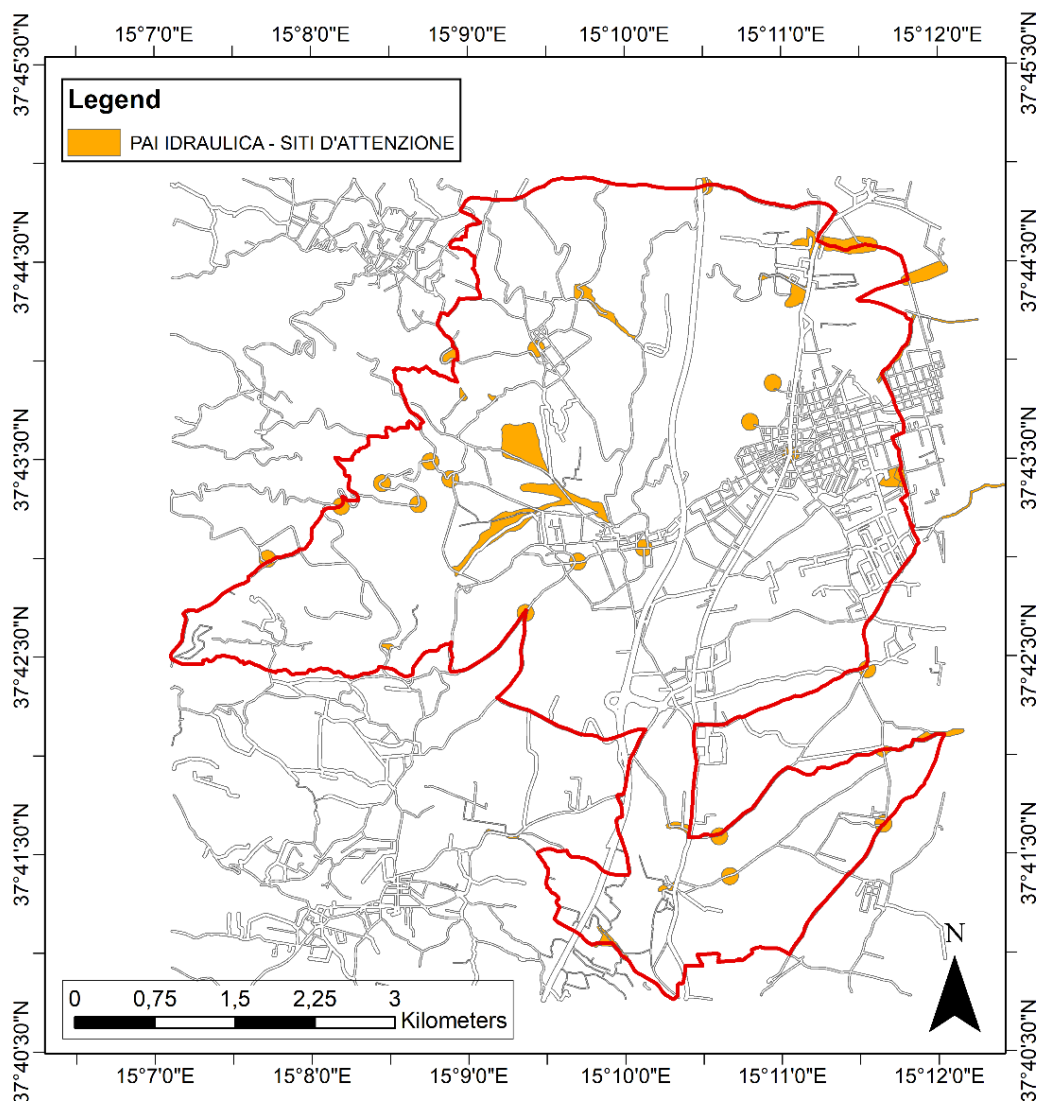 15°7'0"E 15°8'0"E 15°9'0"E 15°10'0"E 15°11'0"E 15°12'0"E
37°45'30"N 37°45'30"N
Legend
PAI IDRAULICA - SITI D'ATTENZIONE
37°44'30"N 37°44'30"N
37°43'30"N 37°43'30"N
37°42'30"N 37°42'30"N
37°41'30"N 37°41'30"N
N
0 0,75 1,5 2,25 3
Kilometers
37°40'30"N 37°40'30"N
15°7'0"E 15°8'0"E 15°9'0"E 15°10'0"E 15°11'0"E 15°12'0"E